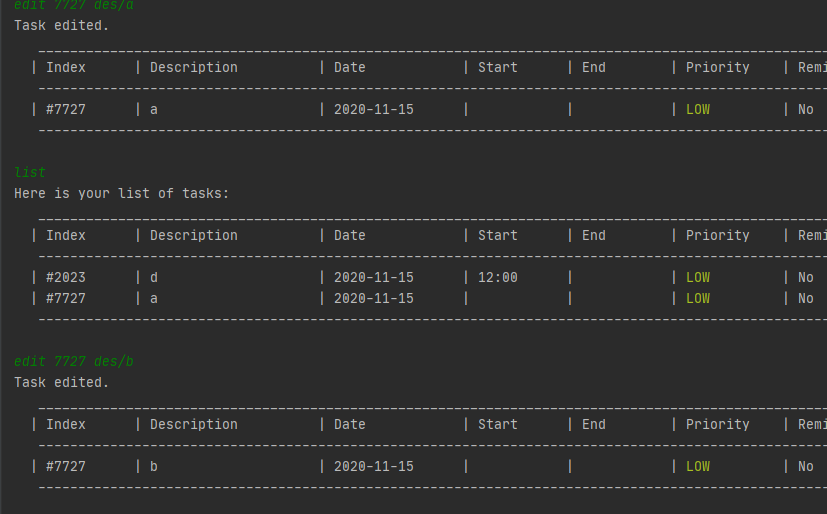 edit 7727 des/a
Task edited.
| Index | Description | Date | Start | End | Priority | Remi
| #7727 | a | 2020-11-15 | | | LOW | No
list
Here is your list of tasks:
| Index | Description | Date | Start | End | Priority | Remi
| #2023 | d | 2020-11-15 | 12:00 | | LOW | No
| #7727 | a | 2020-11-15 | | | LOW | No
edit 7727 des/b
Task edited.
| Index | Description | Date | Start | End | Priority | Remi
| #7727 | b | 2020-11-15 | | | LOW | No